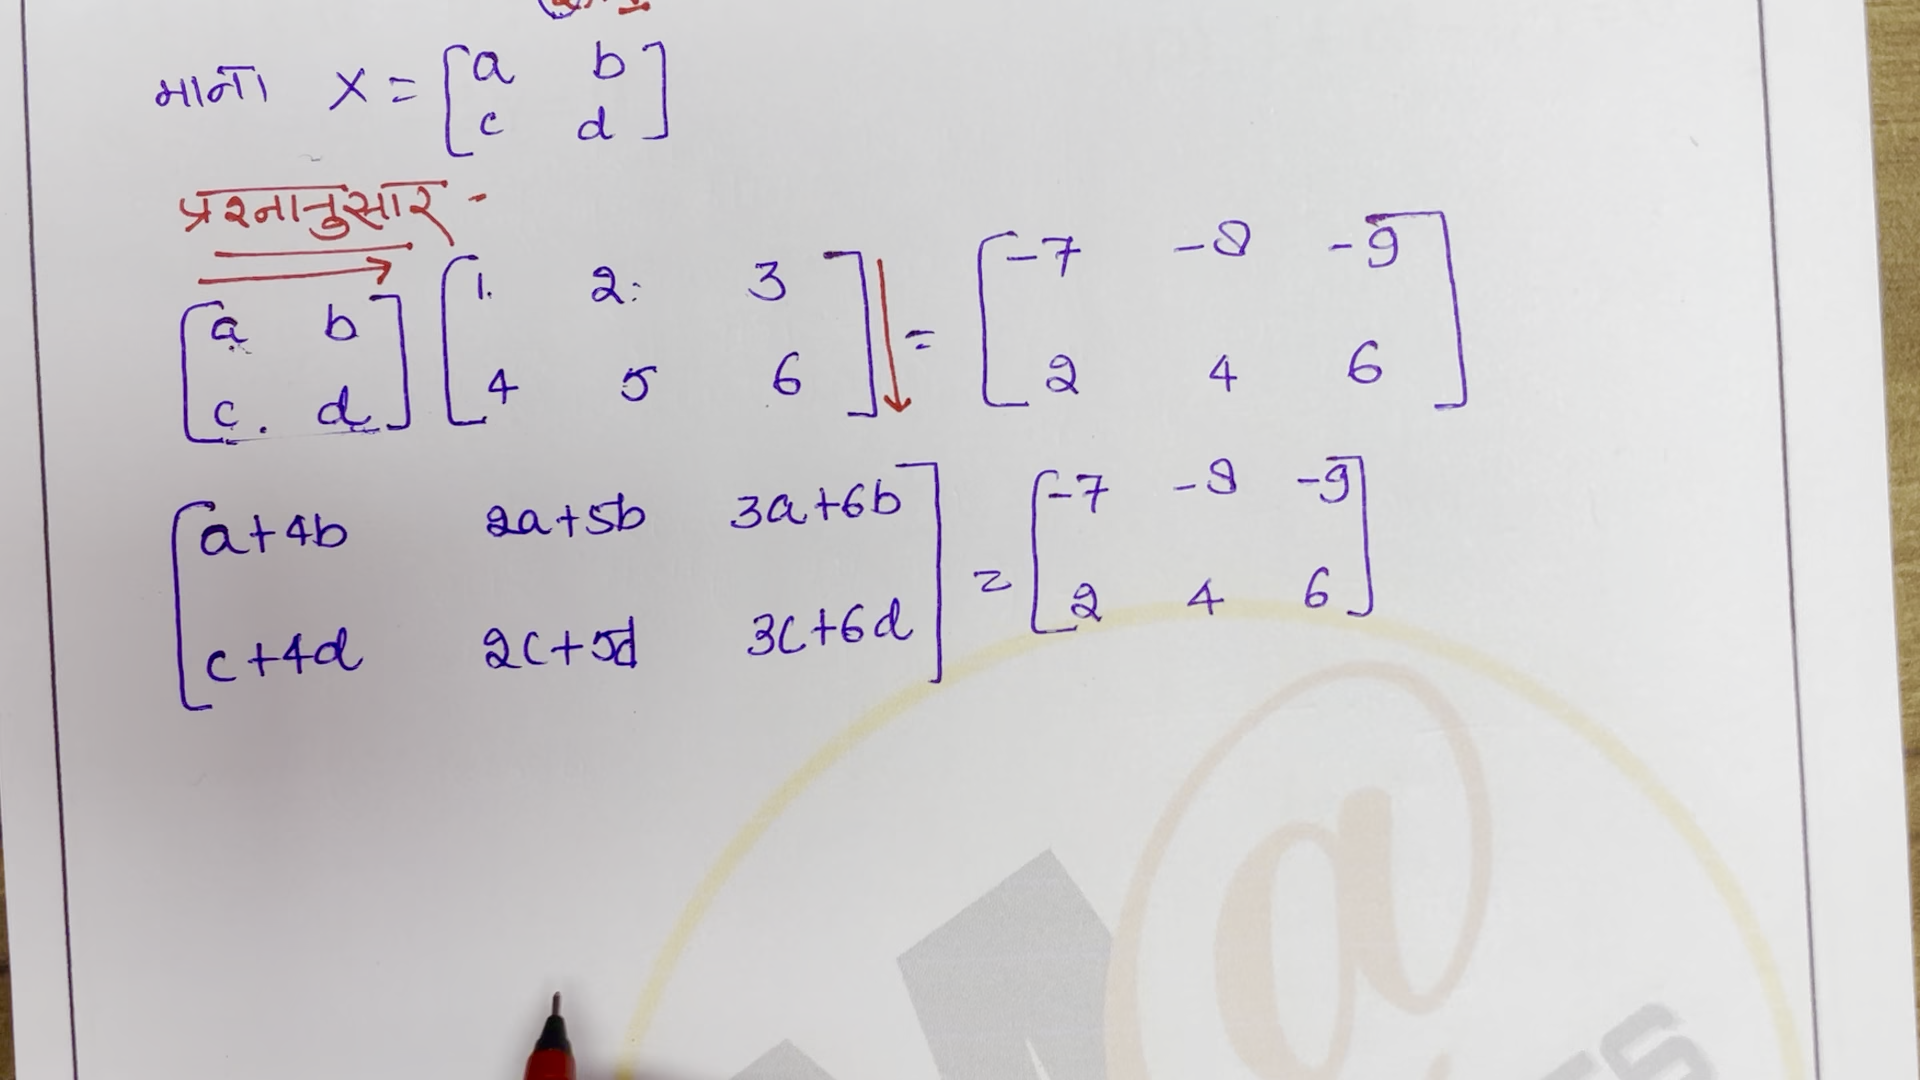 माना X = [a b
c d]
प्रश्नानुसार -
[a b [1. 2: 3 = [-7 -8 -9
c. d] 4 5 6] 2 4 6]
[a+4b 2a+5b 3a+6b = [-7 -8 -9
c+4d 2c+5d 3c+6d] 2 4 6]